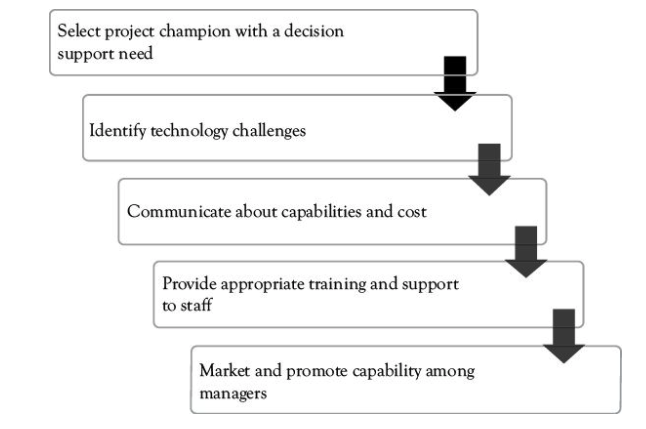 Select project champion with a decision
support need
Identify technology challenges
Communicate about capabilities and cost
Provide appropriate training and support
to staff
Market and promote capability among
managers